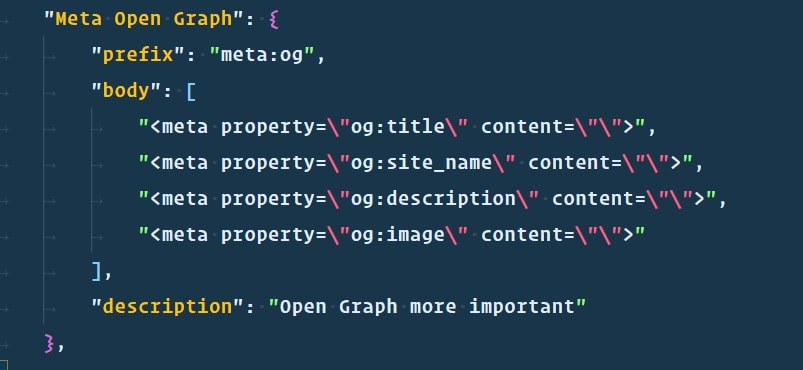 "Meta Open Graph": {
"prefix": "meta:og",
"body": [
"<meta property=\"og:title\" content=\"\">",
"<meta property=\"og:site_name\" content=\"\">",
"<meta property=\"og:description\" content=\"\">",
"<meta property=\"og:image\" content=\"\">"
],
"description": "Open Graph more important"
},